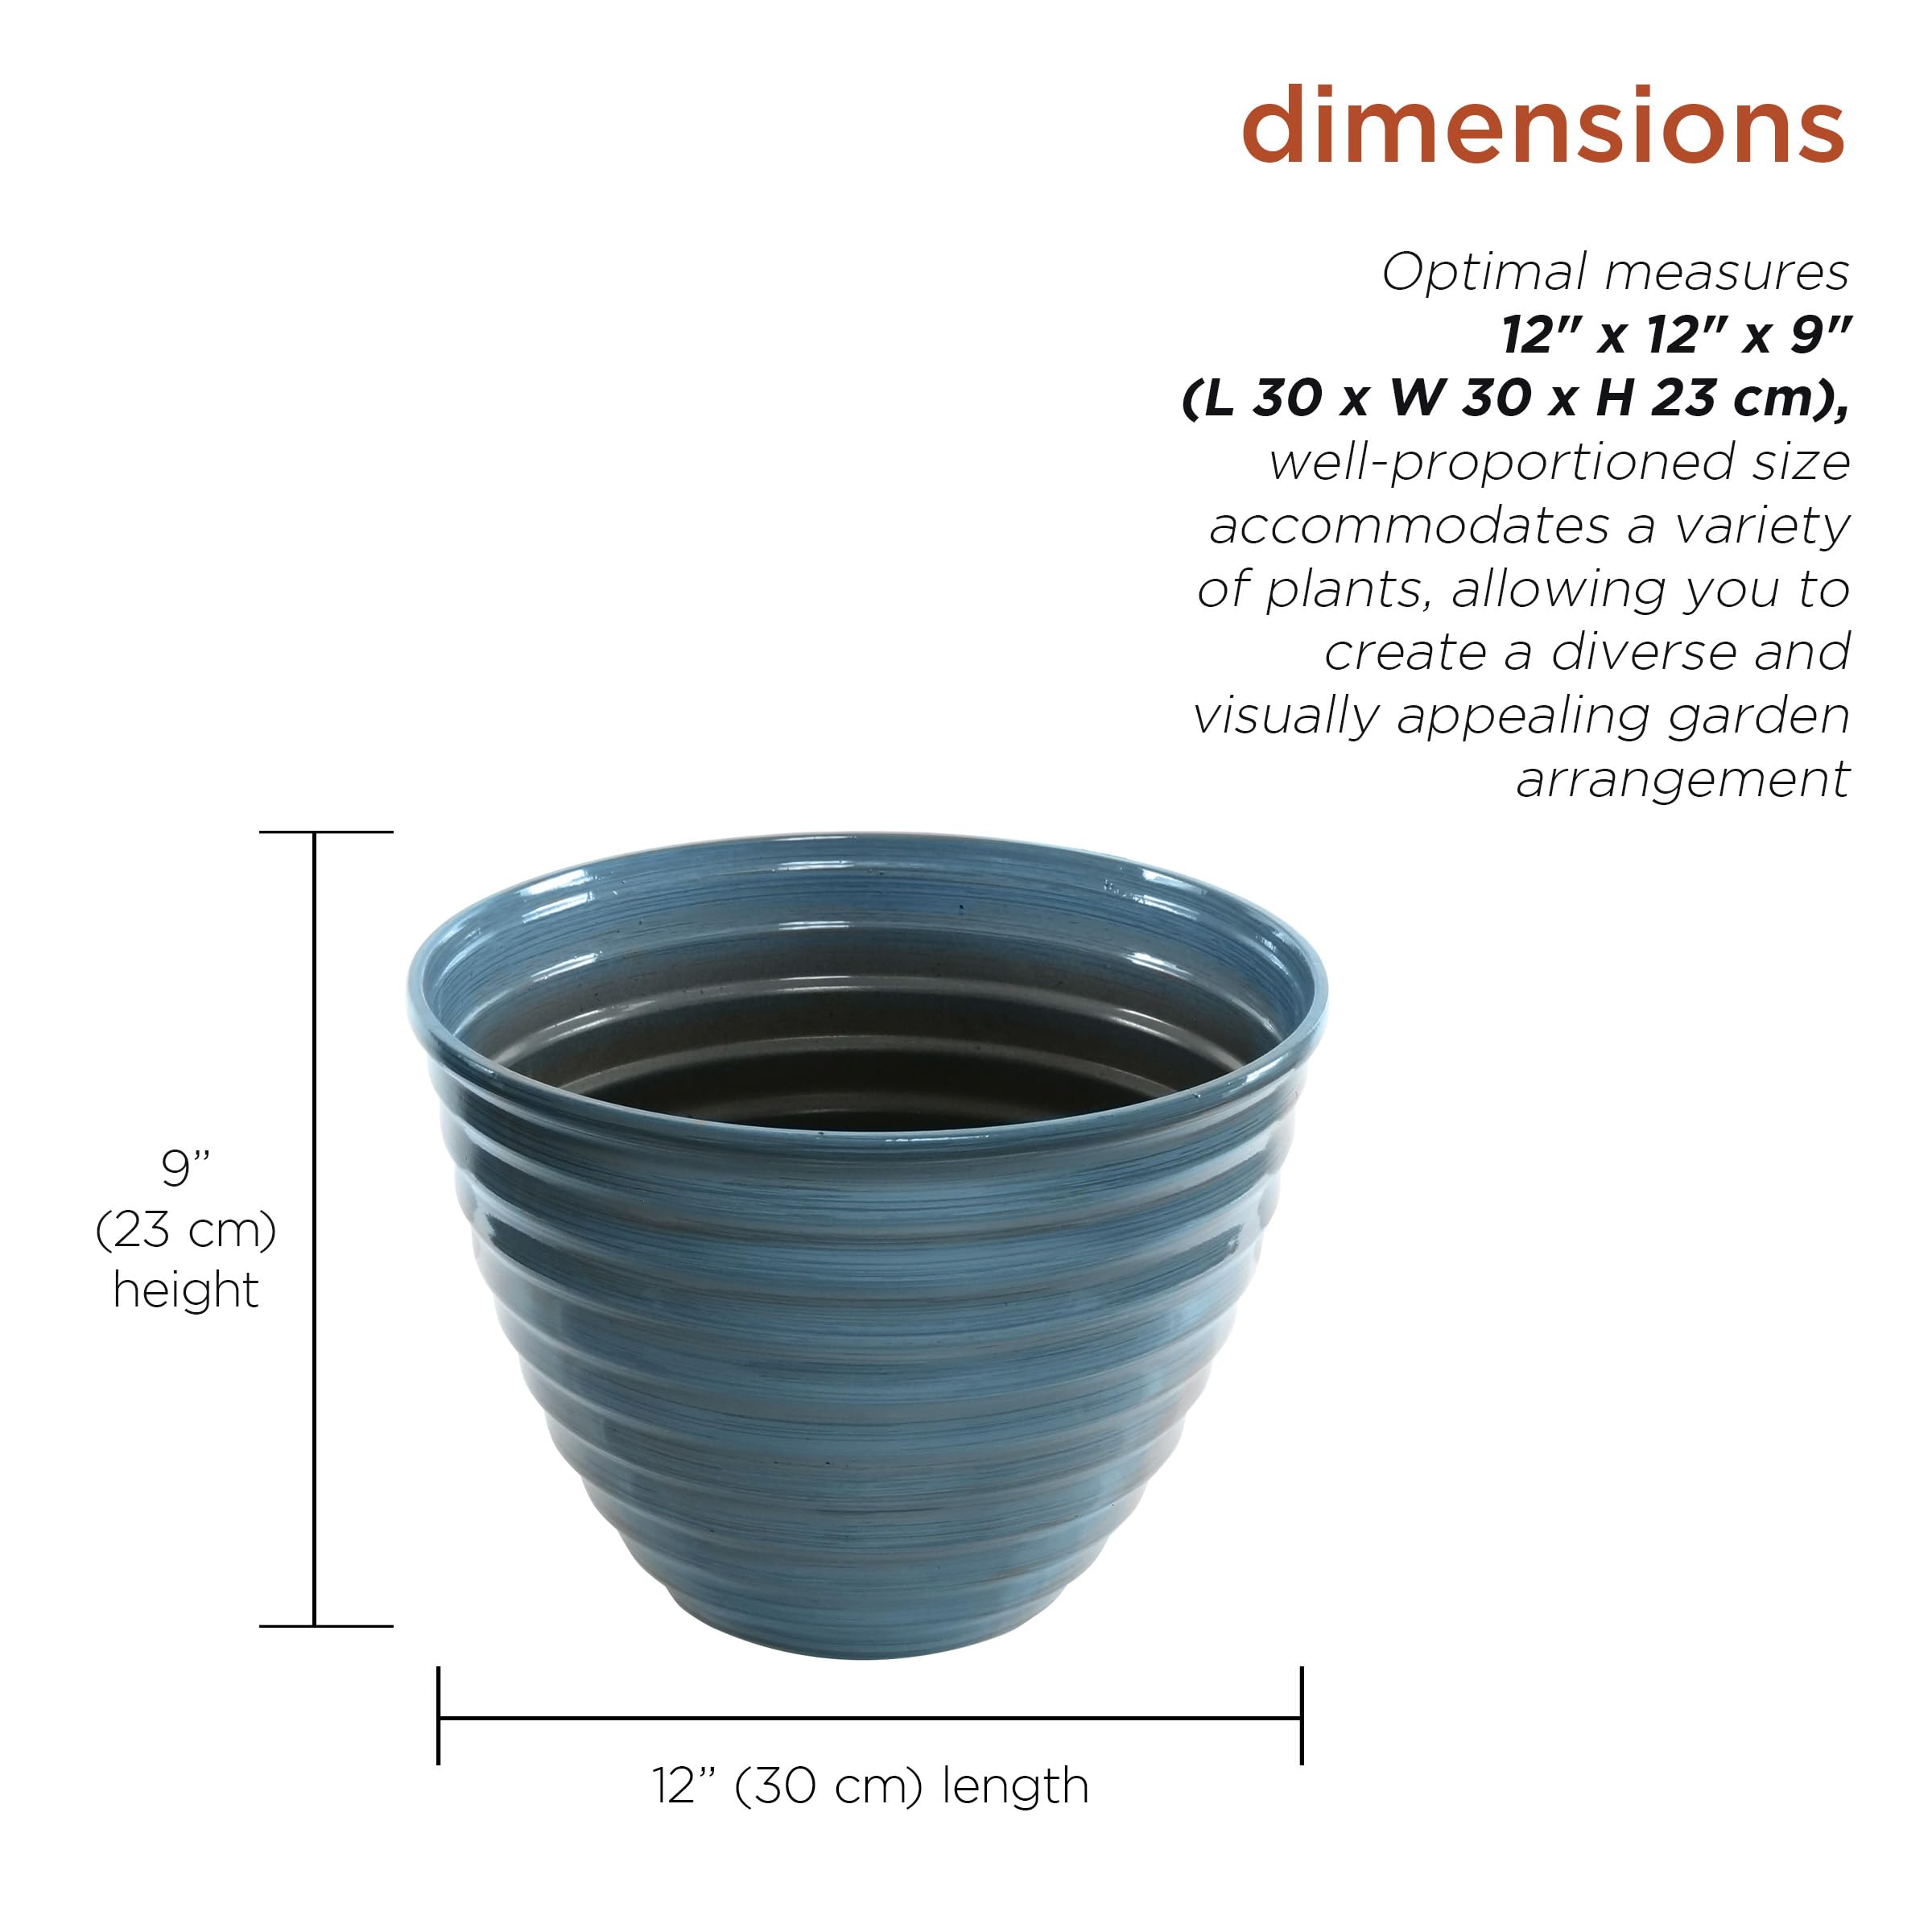 dimensions
Optimal measures
12" x 12" x 9"
(L 30 x W 30 x H 23 cm),
well-proportioned size
accommodates a variety
of plants, allowing you to
create a diverse and
visually appealing garden
arrangement
9”
(23 cm)
height
12” (30 cm) length